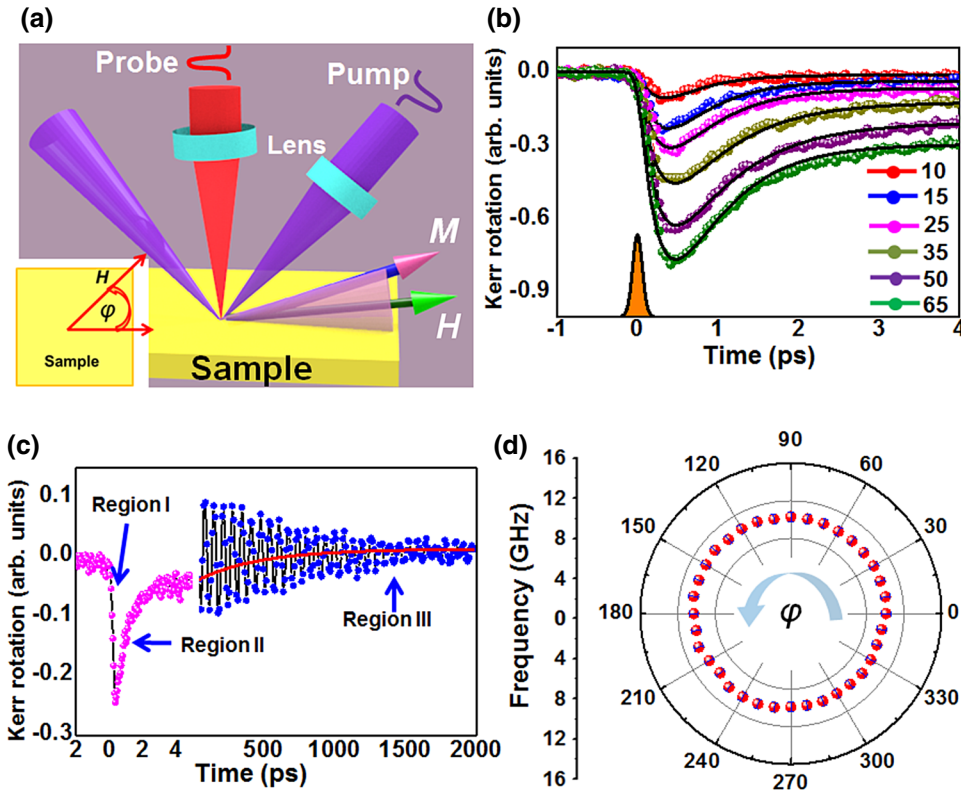 (a)
Probe
Pump
Lens
M
H
H
φ
Sample
Sample
(b)
Kerr rotation (arb. units)
0.0
-0.3
-0.6
-0.9
10
15
25
35
50
65
-1 0 1 2 3 4
Time (ps)
(c)
Kerr rotation (arb. units)
0.1
0.0
-0.1
-0.2
-0.3
Region I
Region II
Region III
2 0 2 4 500 1000 1500 2000
Time (ps)
(d)
Frequency (GHz)
16
12
8
4
0
4
8
12
16
90
120 60
150 30
180 φ 0
210 330
240 300
270